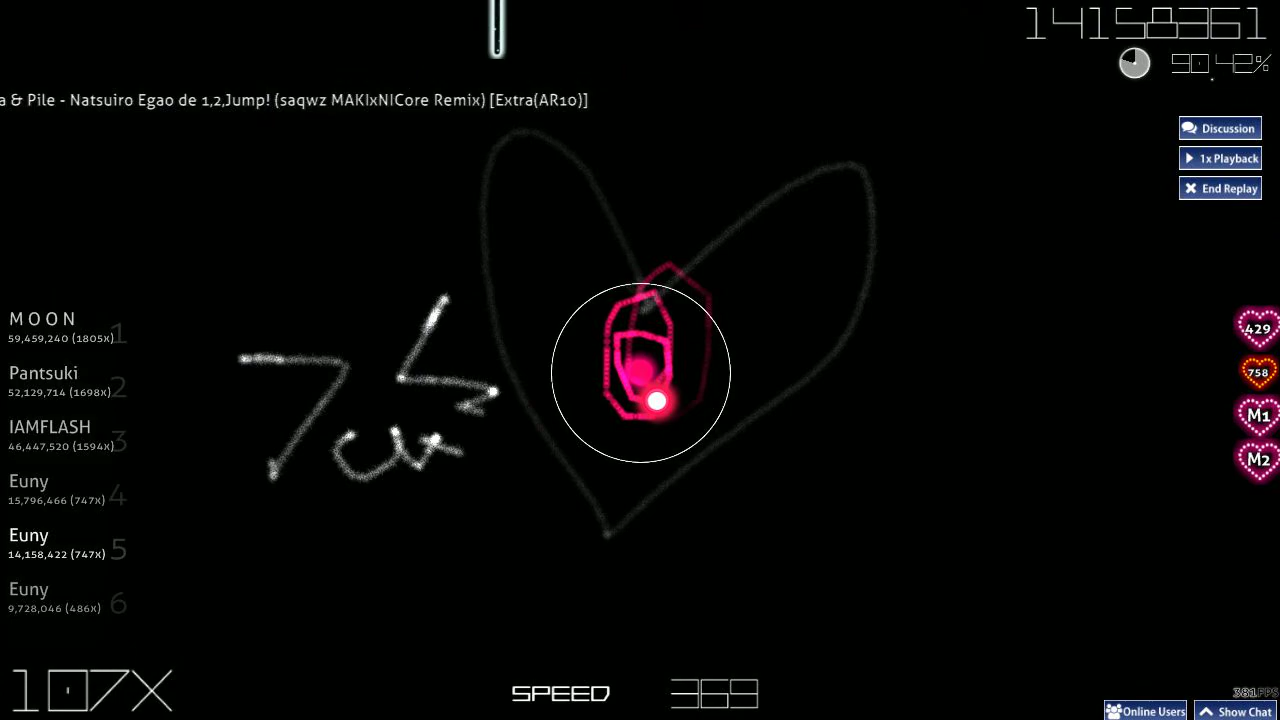 14158361
90.42%
a & Pile - Natsuiro Egao de 1,2,Jump! (saqwz MAKIxNICore Remix) [Extra(AR10)]
Discussion
1x Playback
End Replay
M O O N
59,459,240 (1805x) 1
Pantsuki
52,129,714 (1698x) 2
IAMFLASH
46,447,520 (1594x) 3
Euny
15,796,466 (747x) 4
Euny
14,158,422 (747x) 5
Euny
9,728,046 (486x) 6
429
758
M1
M2
107X
SPEED 369
381FPS
Online Users
Show Chat